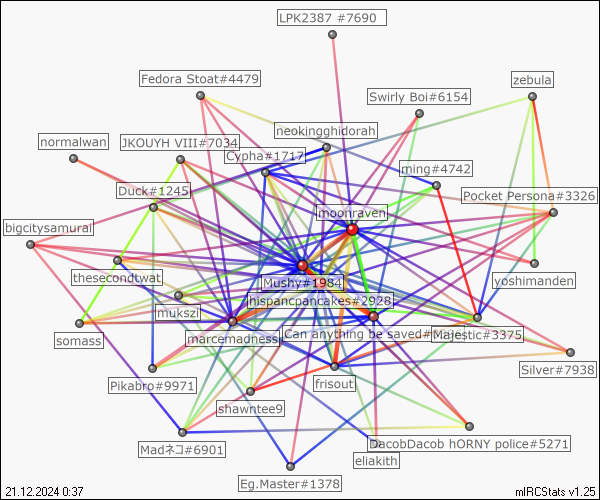 LPK2387 #7690
Fedora Stoat#4479
zebula
Swirly Boi#6154
neokingghidorah
normalwan
JKOUYH VIII#7034
Cypha#1717
ming#4742
Duck#1245
Pocket Persona#3326
moonraven
bigcitysamurai
thesecondtwat
Mushy#1984
yoshimanden
hispancpancakes#2928
mukszi
somass
marcemadness
Can anything be saved#
Majestic#3375
Silver#7938
Pikabro#9971
frisout
shawntee9
Madネコ#6901
DacobDacob hORNY police#5271
eliakith
Eg.Master#1378
21.12.2024 0:37
mIRCStats v1.25